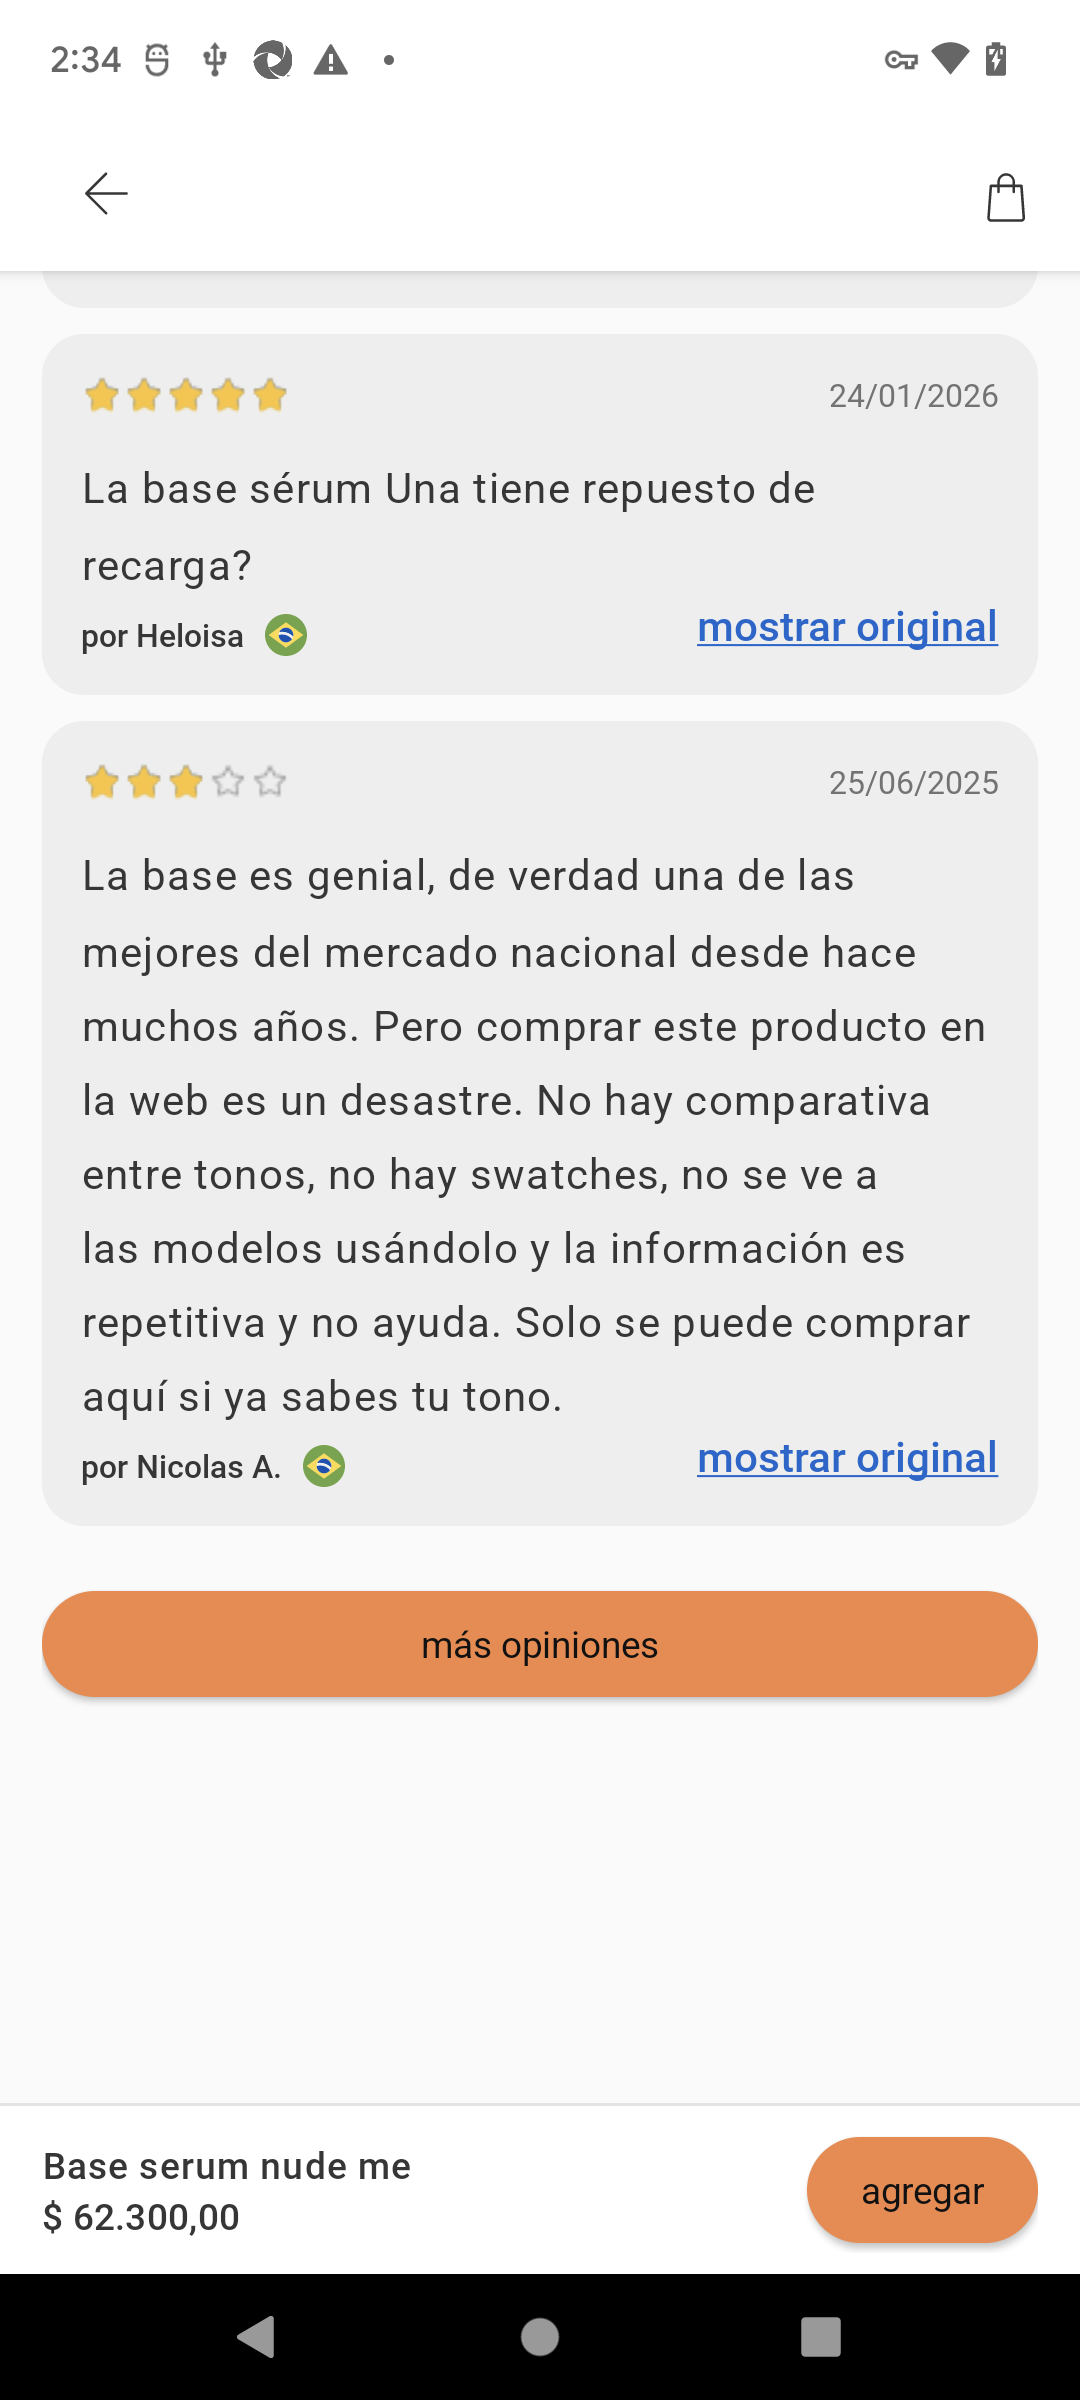 2:34
24/01/2026
La base sérum Una tiene repuesto de
recarga?
por Heloisa
mostrar original
25/06/2025
La base es genial, de verdad una de las
mejores del mercado nacional desde hace
muchos años. Pero comprar este producto en
la web es un desastre. No hay comparativa
entre tonos, no hay swatches, no se ve a
las modelos usándolo y la información es
repetitiva y no ayuda. Solo se puede comprar
aquí si ya sabes tu tono.
por Nicolas A.
mostrar original
más opiniones
Base serum nude me
$ 62.300,00
agregar